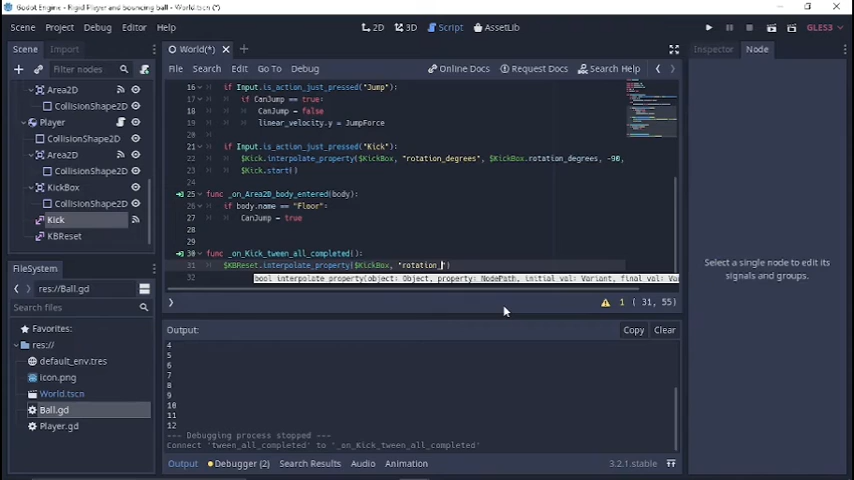 Godot Engine - Rigid Player and Bouncing ball - World.tscn (*)
Scene Project Debug Editor Help
2D 3D Script AssetLib
GLES3
Scene Import
World(*)
Inspector Node
Filter nodes
File Search Edit Go To Debug
Online Docs Request Docs Search Help
Area2D
CollisionShape2D
Player
CollisionShape2D
Area2D
CollisionShape2D
KickBox
CollisionShape2D
Kick
KBReset
16 if Input.is_action_just_pressed("Jump"):
17 if CanJump == true:
18 CanJump = false
19 linear_velocity.y = JumpForce
20
21 if Input.is_action_just_pressed("Kick"):
22 $Kick.interpolate_property($KickBox, "rotation_degrees", $KickBox.rotation_degrees, -90,
23 $Kick.start()
24
25 func _on_Area2D_body_entered(body):
26 if body.name == "Floor":
27 CanJump = true
28
30 func _on_Kick_tween_all_completed():
31 $KBReset.interpolate_property($KickBox, "rotation_")
bool interpolate_property(object: Object, property: NodePath, initial_val: Variant, final_val: Va
32
1 ( 31, 55)
Select a single node to edit its
signals and groups.
FileSystem
res://Ball.gd
Search files
Favorites:
res://
default_env.tres
icon.png
World.tscn
Ball.gd
Player.gd
Output:
Copy Clear
4
5
6
7
8
9
10
11
12
--- Debugging process stopped ---
Connect 'tween_all_completed' to '_on_Kick_tween_all_completed'
Output Debugger (2) Search Results Audio Animation
3.2.1.stable